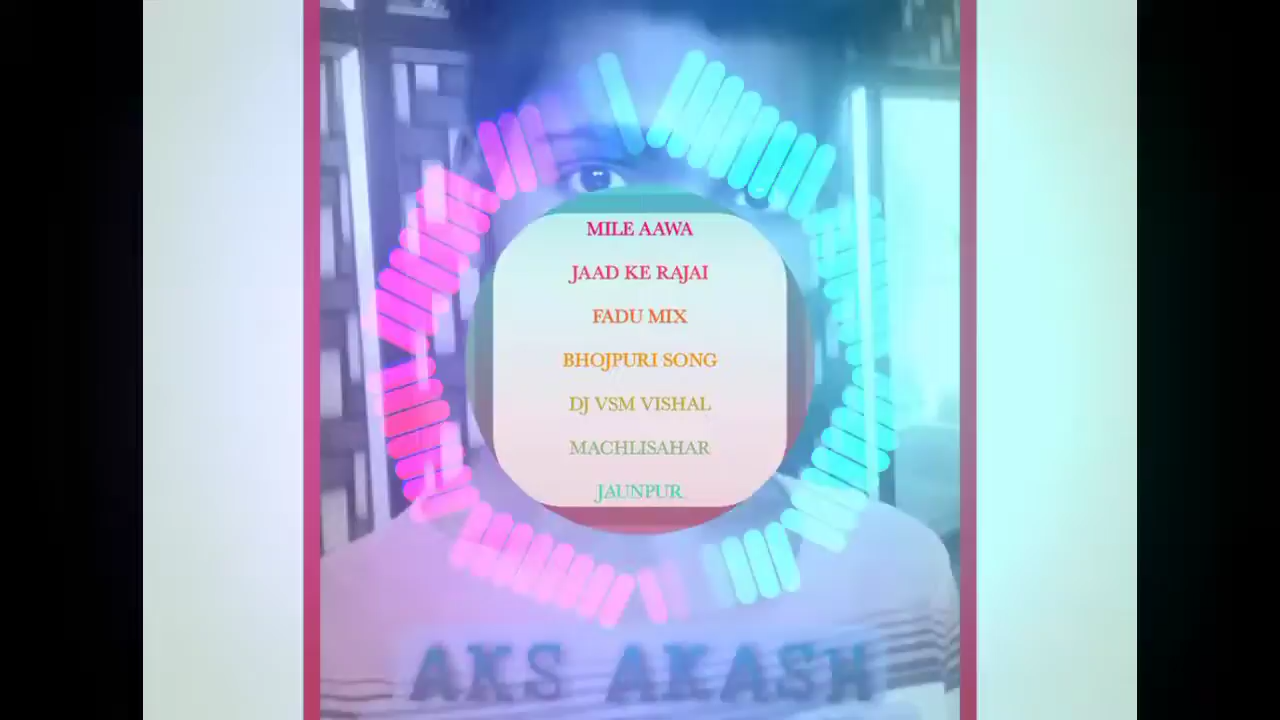 MILE AAWA
JAAD KE RAJAI
FADU MIX
BHOJPURI SONG
DJ VSM VISHAL
MACHLISAHAR
JAUNPUR
AKS AKASH